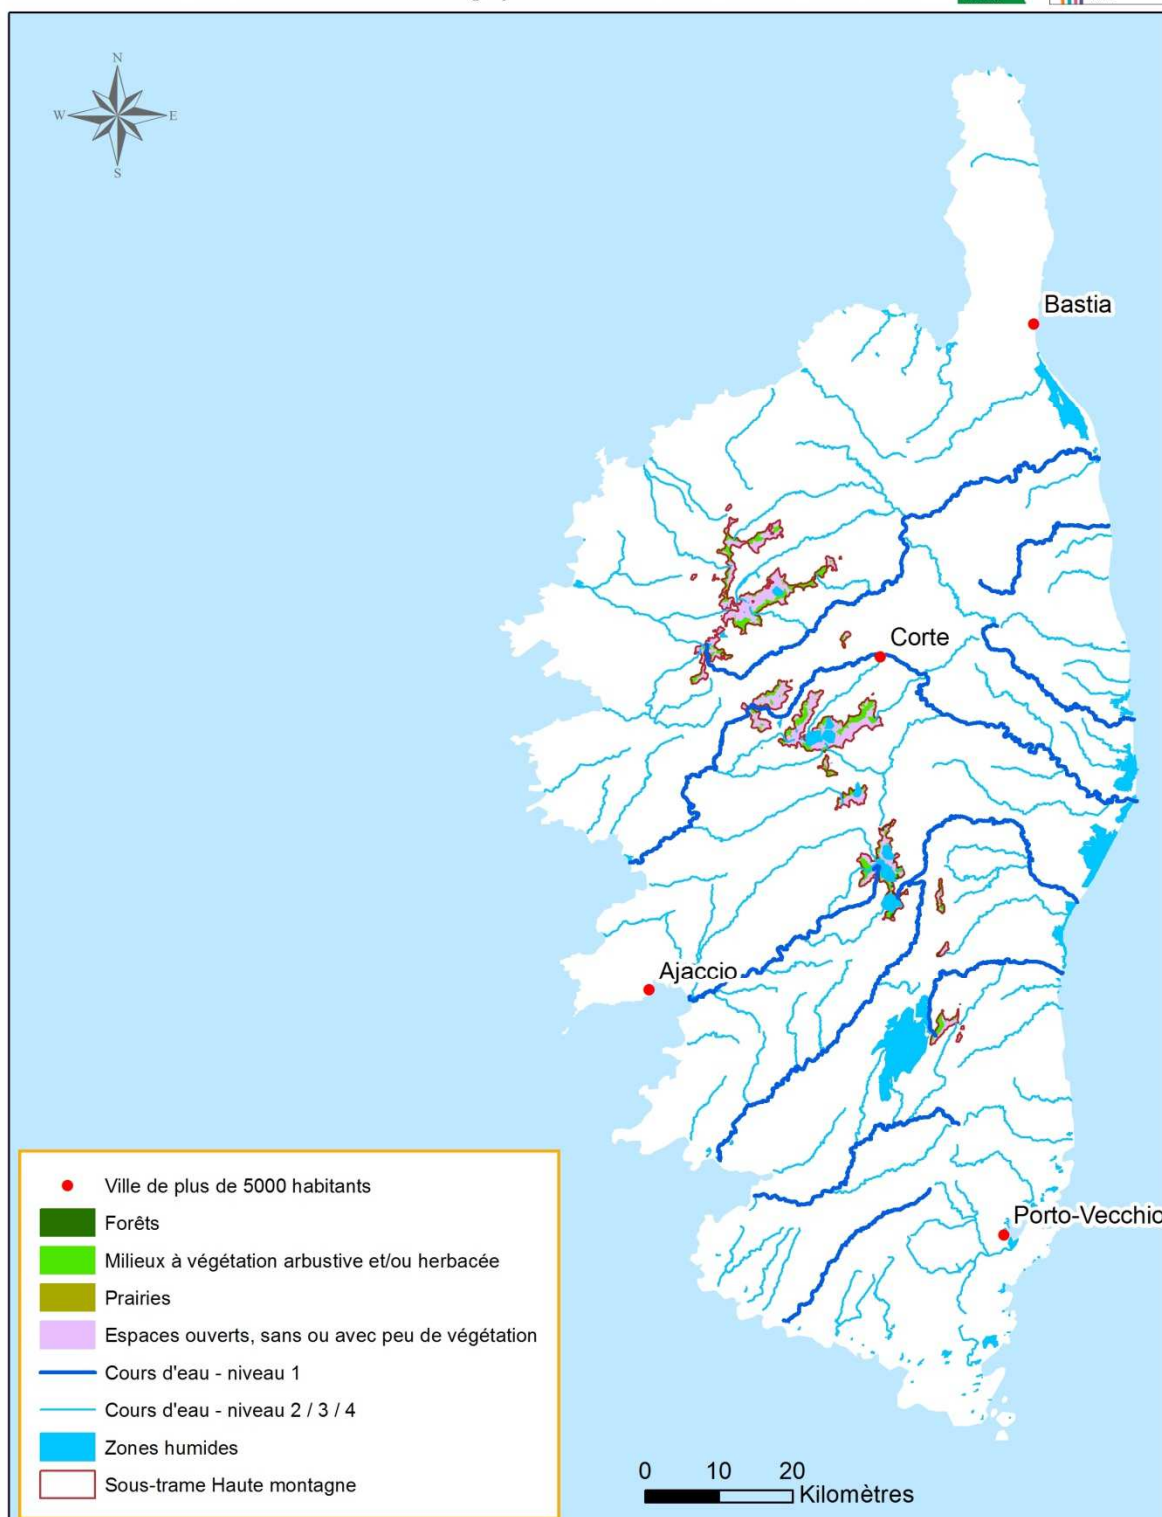 N
W
E
S
Bastia
Corte
Ajaccio
Porto-Vecchio
Ville de plus de 5000 habitants
Forêts
Milieux à végétation arbustive et/ou herbacée
Prairies
Espaces ouverts, sans ou avec peu de végétation
Cours d'eau - niveau 1
Cours d'eau - niveau 2 / 3 / 4
Zones humides
Sous-trame Haute montagne
0 10 20
Kilomètres